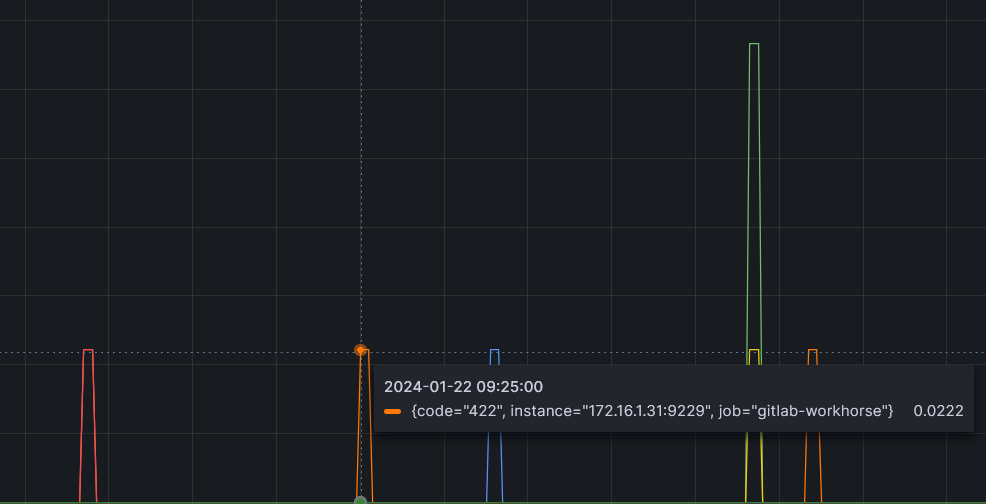 2024-01-22 09:25:00
{code="422", instance="172.16.1.31:9229", job="gitlab-workhorse"} 0.0222